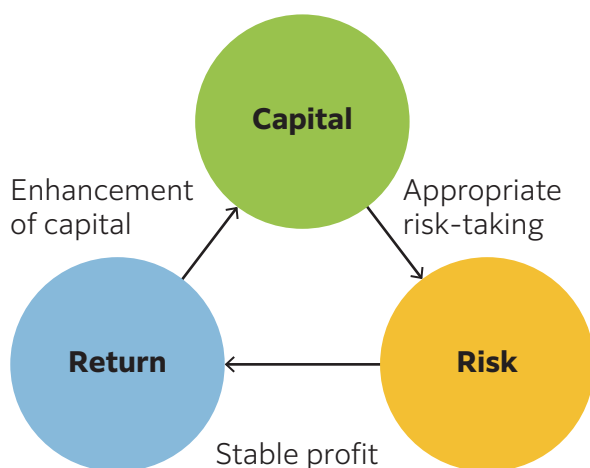 Capital
Enhancement
of capital
Appropriate
risk-taking
Return
Risk
Stable profit